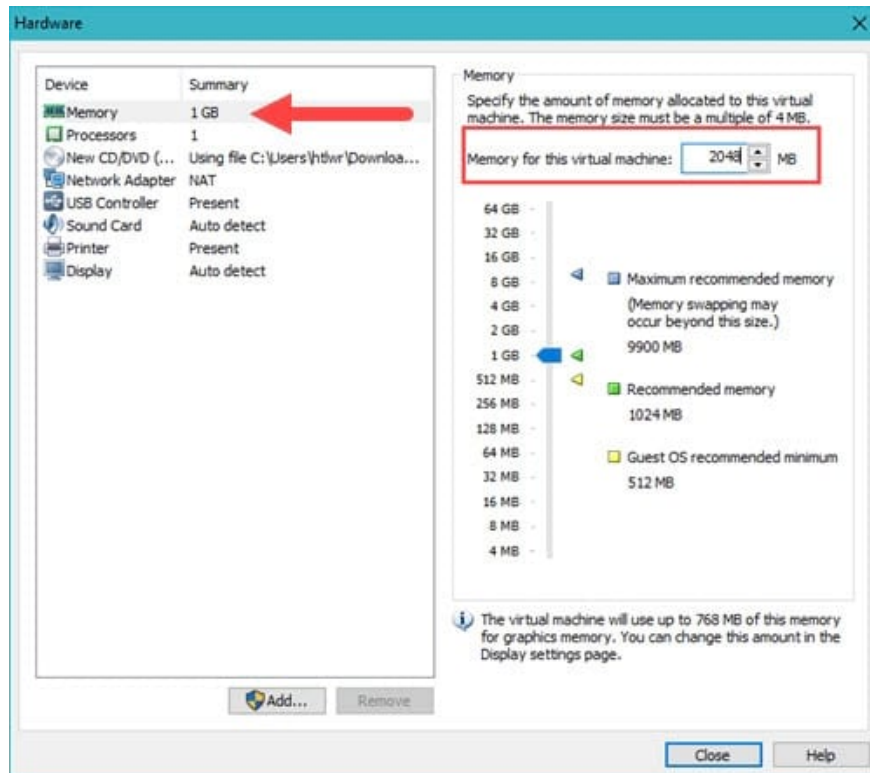 Hardware
Device Summary
Memory 1 GB
Processors 1
New CD/DVD (... Using file C:\Users\htlwr\Downloa...
Network Adapter NAT
USB Controller Present
Sound Card Auto detect
Printer Present
Display Auto detect
Add... Remove
Memory
Specify the amount of memory allocated to this virtual
machine. The memory size must be a multiple of 4 MB.
Memory for this virtual machine: 2048 MB
64 GB
32 GB
16 GB
8 GB
4 GB
2 GB
1 GB
512 MB
256 MB
128 MB
64 MB
32 MB
16 MB
8 MB
4 MB
Maximum recommended memory
(Memory swapping may
occur beyond this size.)
9900 MB
Recommended memory
1024 MB
Guest OS recommended minimum
512 MB
The virtual machine will use up to 768 MB of this memory
for graphics memory. You can change this amount in the
Display settings page.
Close Help